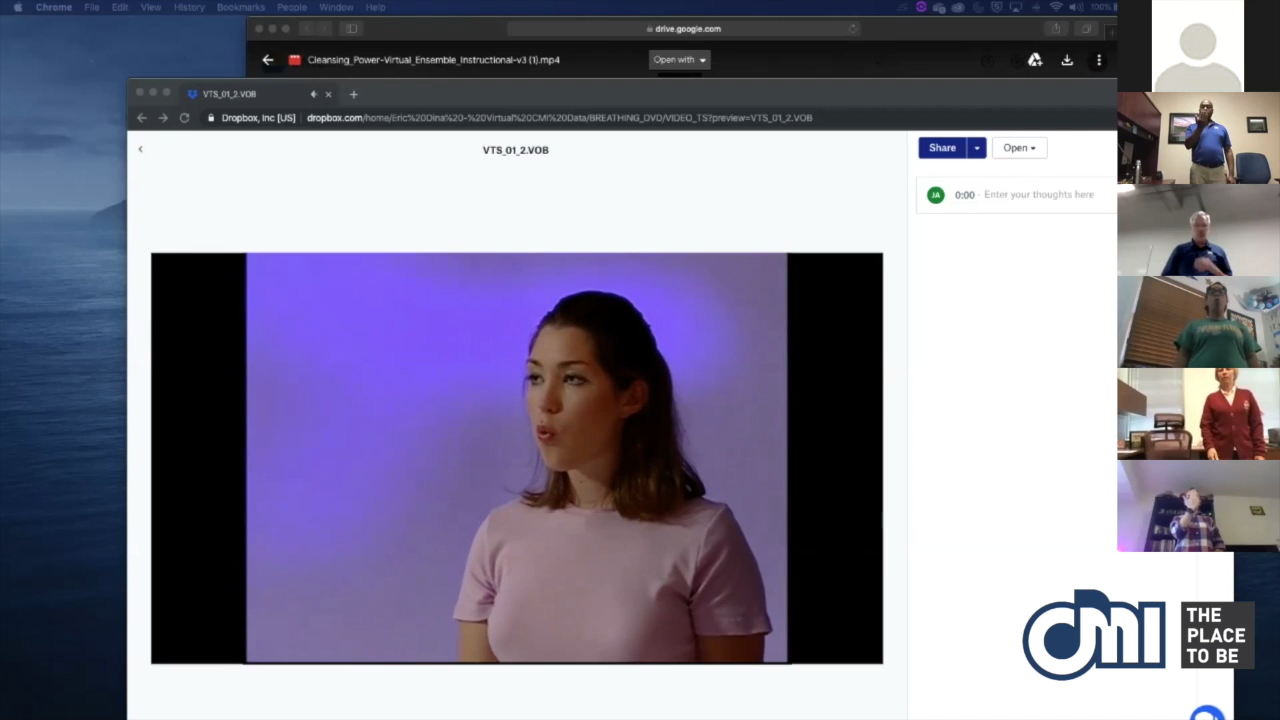 Chrome File Edit View History Bookmarks People Window Help 100%
drive.google.com
Cleansing_Power-Virtual_Ensemble_Instructional-v3 (1).mp4 Open with
VTS_01_2.VOB
Dropbox, Inc [US] dropbox.com/home/Eric%20Dina%20-%20Virtual%20CMI%20Data/BREATHING_DVD/VIDEO_TS?preview=VTS_01_2.VOB
VTS_01_2.VOB
Share Open
JA 0:00 - Enter your thoughts here
cmi
THE
PLACE
TO BE